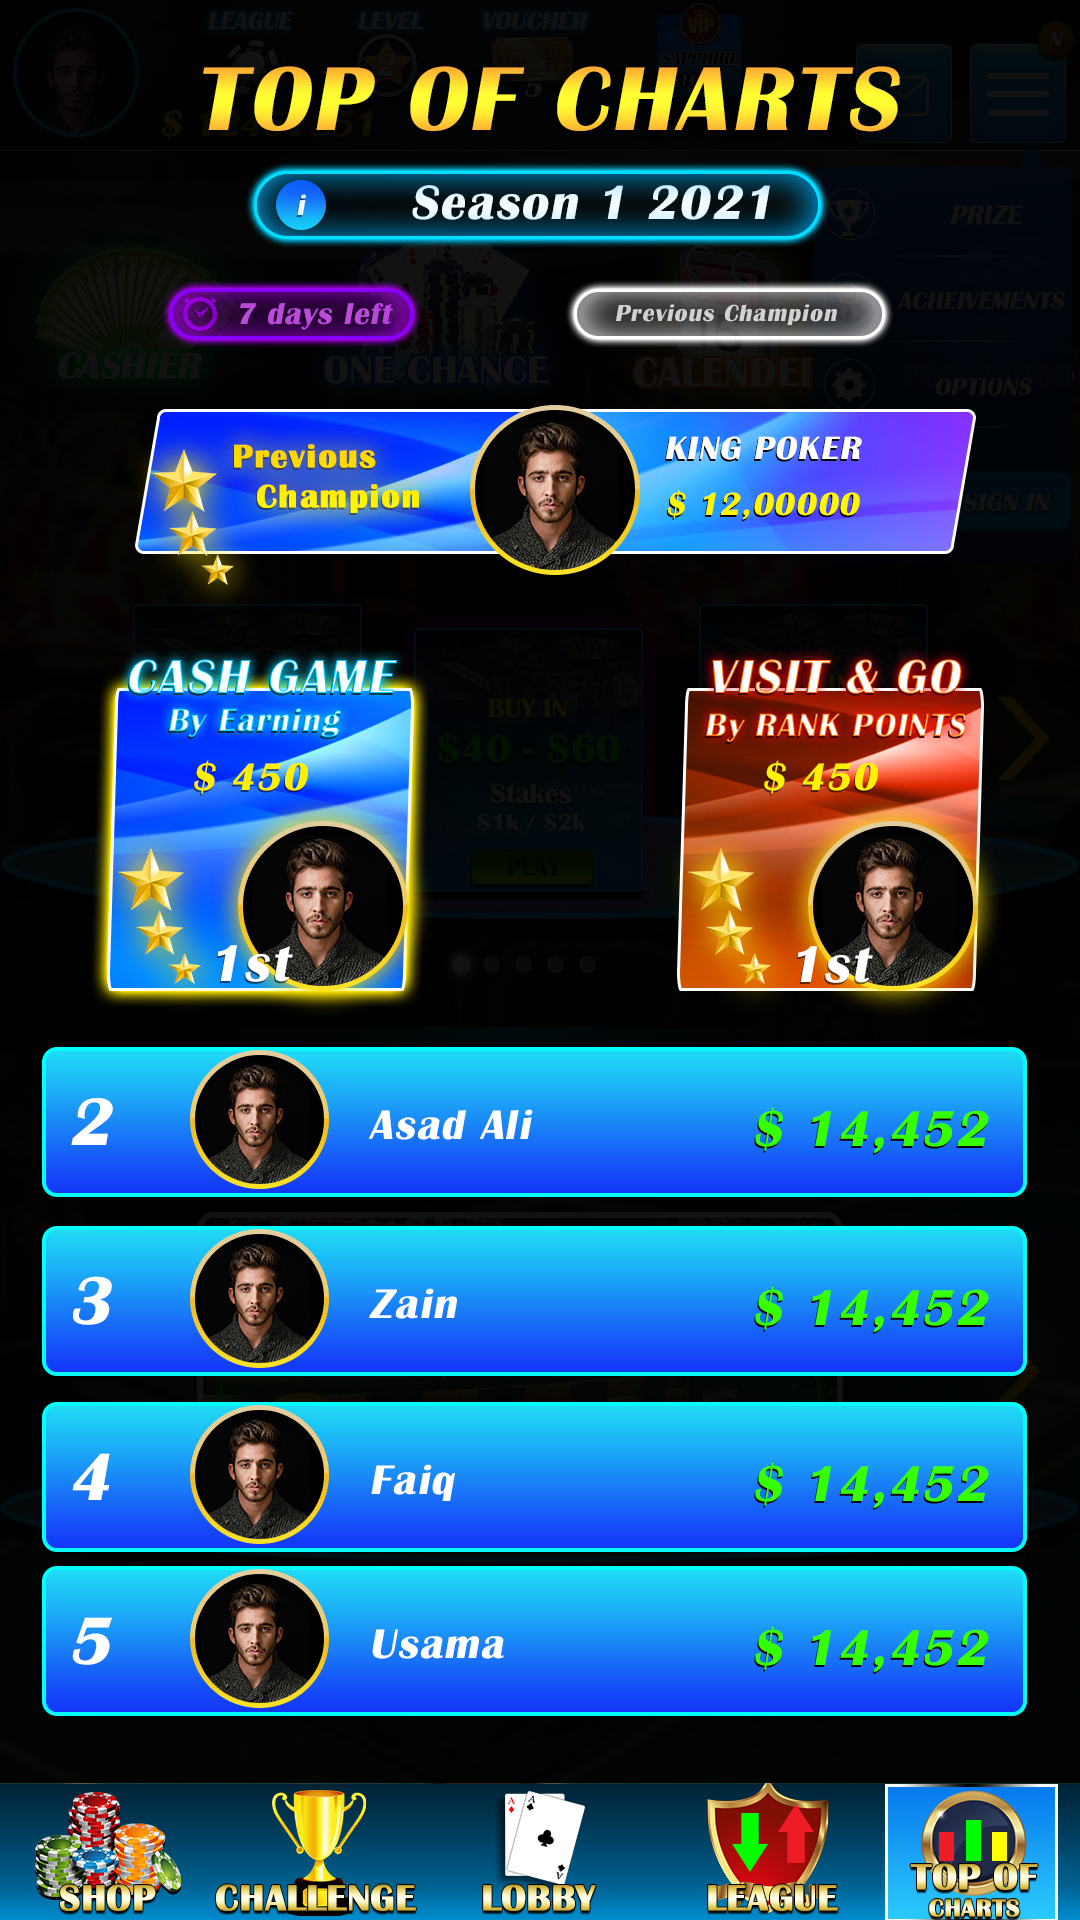 LEAGUE LEVEL VOUCHER
VIP
SAPPHIRE
N
TOP OF CHARTS
i Season 1 2021
PRIZE
7 days left Previous Champion
ACHEIVEMENTS
CASHIER ONE CHANCE CALENDER
OPTIONS
Previous
Champion
KING POKER
$ 12,00000
SIGN IN
CASH GAME
By Earning
$ 450
1st
BUY IN
$40 - $60
Stakes
$1k / $2k
PLAY
VISIT & GO
By RANK POINTS
$ 450
1st
2 Asad Ali $ 14,452
3 Zain $ 14,452
4 Faiq $ 14,452
5 Usama $ 14,452
SHOP CHALLENGE LOBBY LEAGUE TOP OF
CHARTS